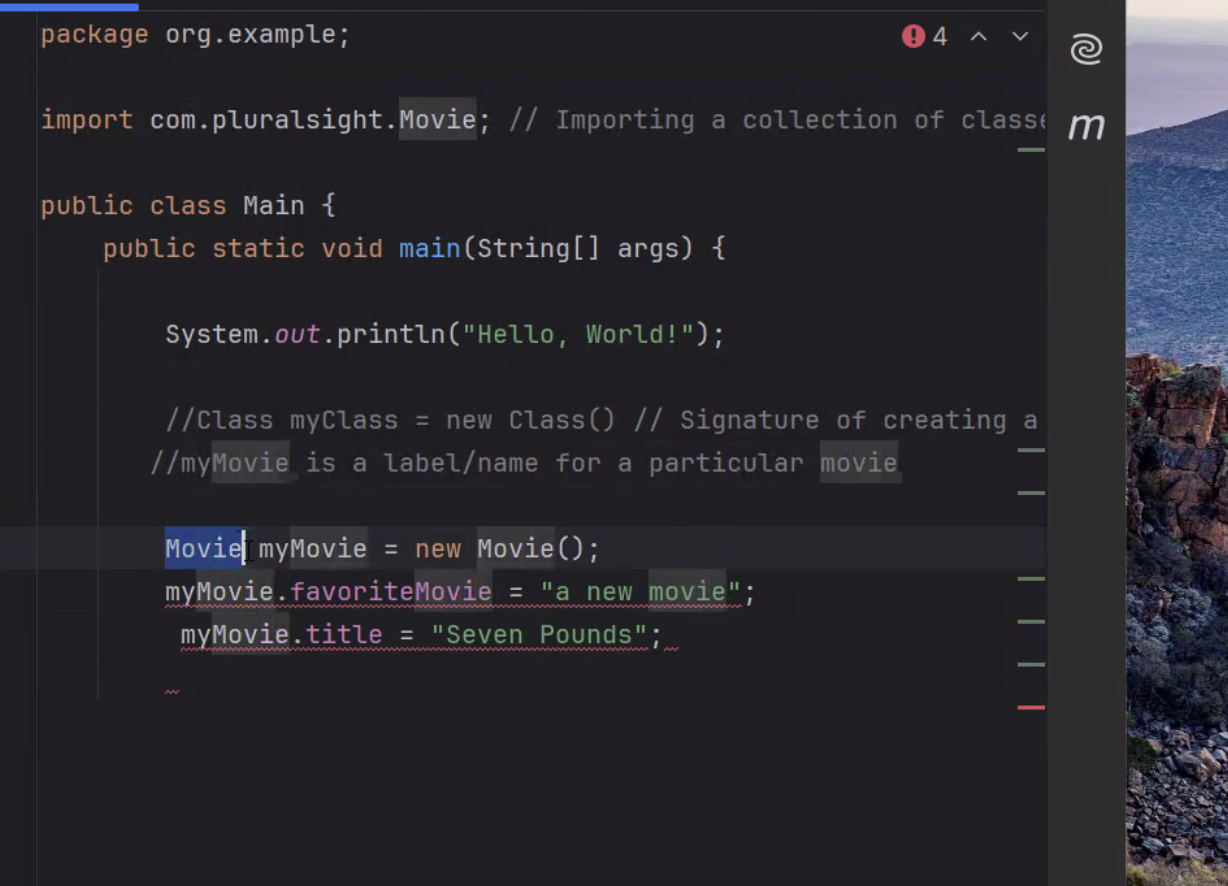 package org.example;
4
import com.pluralsight.Movie; // Importing a collection of classe
m
public class Main {
public static void main(String[] args) {
System.out.println("Hello, World!");
//Class myClass = new Class() // Signature of creating a
//myMovie is a label/name for a particular movie
Movie myMovie = new Movie();
myMovie.favoriteMovie = "a new movie";
myMovie.title = "Seven Pounds";